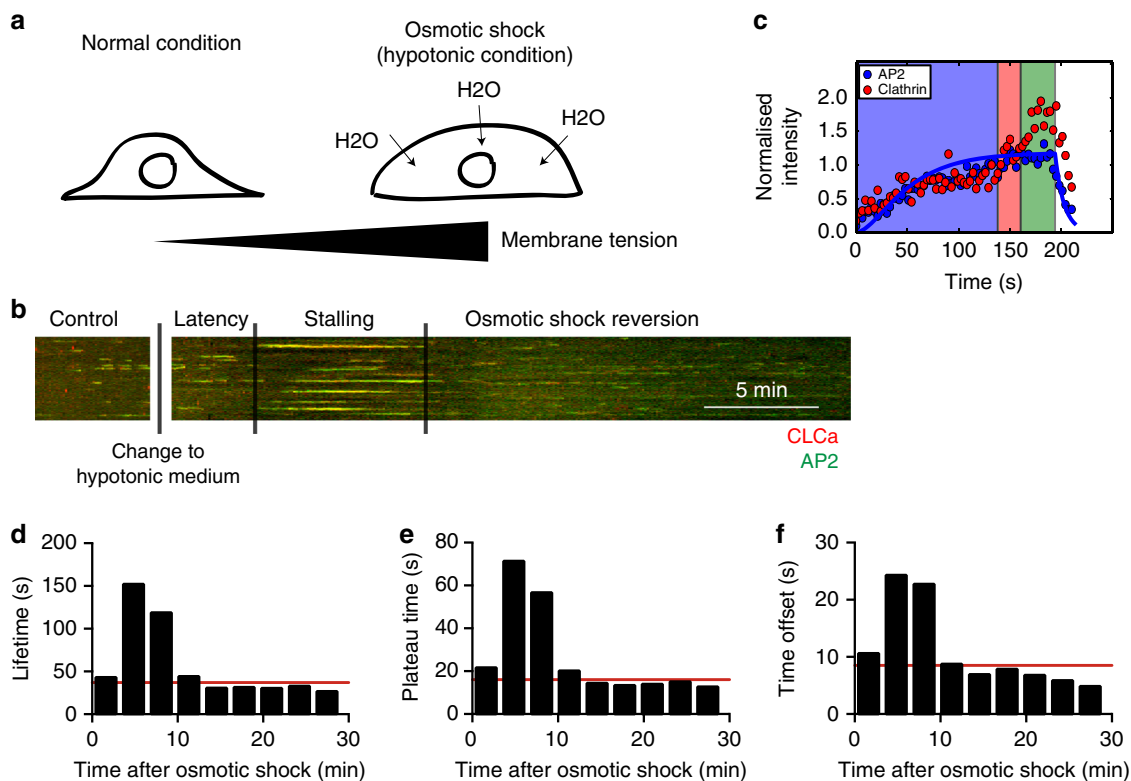 a
Normal condition
Osmotic shock
(hypotonic condition)
H2O
H2O
H2O
Membrane tension
b
Control
Latency
Stalling
Osmotic shock reversion
5 min
Change to
hypotonic medium
CLCa
AP2
c
AP2
Clathrin
Normalised
intensity
2.0
1.5
1.0
0.5
0.0
0
50
100
150
200
Time (s)
d
Lifetime (s)
200
150
100
50
0
0
10
20
30
Time after osmotic shock (min)
e
Plateau time (s)
80
60
40
20
0
0
10
20
30
Time after osmotic shock (min)
f
Time offset (s)
30
20
10
0
0
10
20
30
Time after osmotic shock (min)